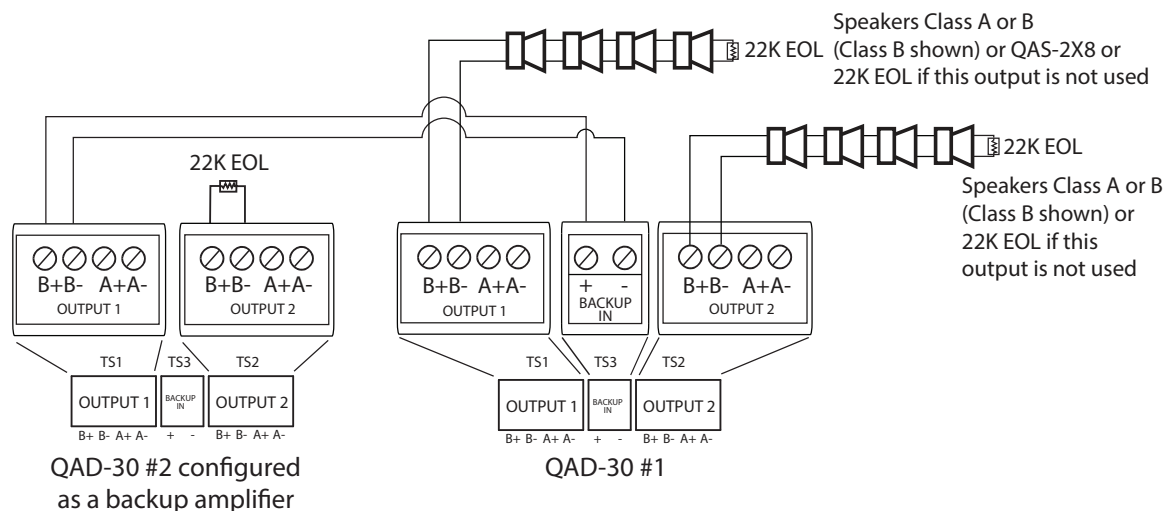 22K EOL
Speakers Class A or B
(Class B shown) or QAS-2X8 or
22K EOL if this output is not used
22K EOL
22K EOL
Speakers Class A or B
(Class B shown) or
22K EOL if this
output is not used
B+B- A+A-
OUTPUT 1
B+B- A+A-
OUTPUT 2
B+B- A+A-
OUTPUT 1
+ -
BACKUP
IN
B+B- A+A-
OUTPUT 2
TS1 TS3 TS2
OUTPUT 1
BACKUP
IN
OUTPUT 2
B+ B- A+ A- + - B+ B- A+ A-
QAD-30 #2 configured
as a backup amplifier
TS1 TS3 TS2
OUTPUT 1
BACKUP
IN
OUTPUT 2
B+ B- A+ A- + - B+ B- A+ A-
QAD-30 #1